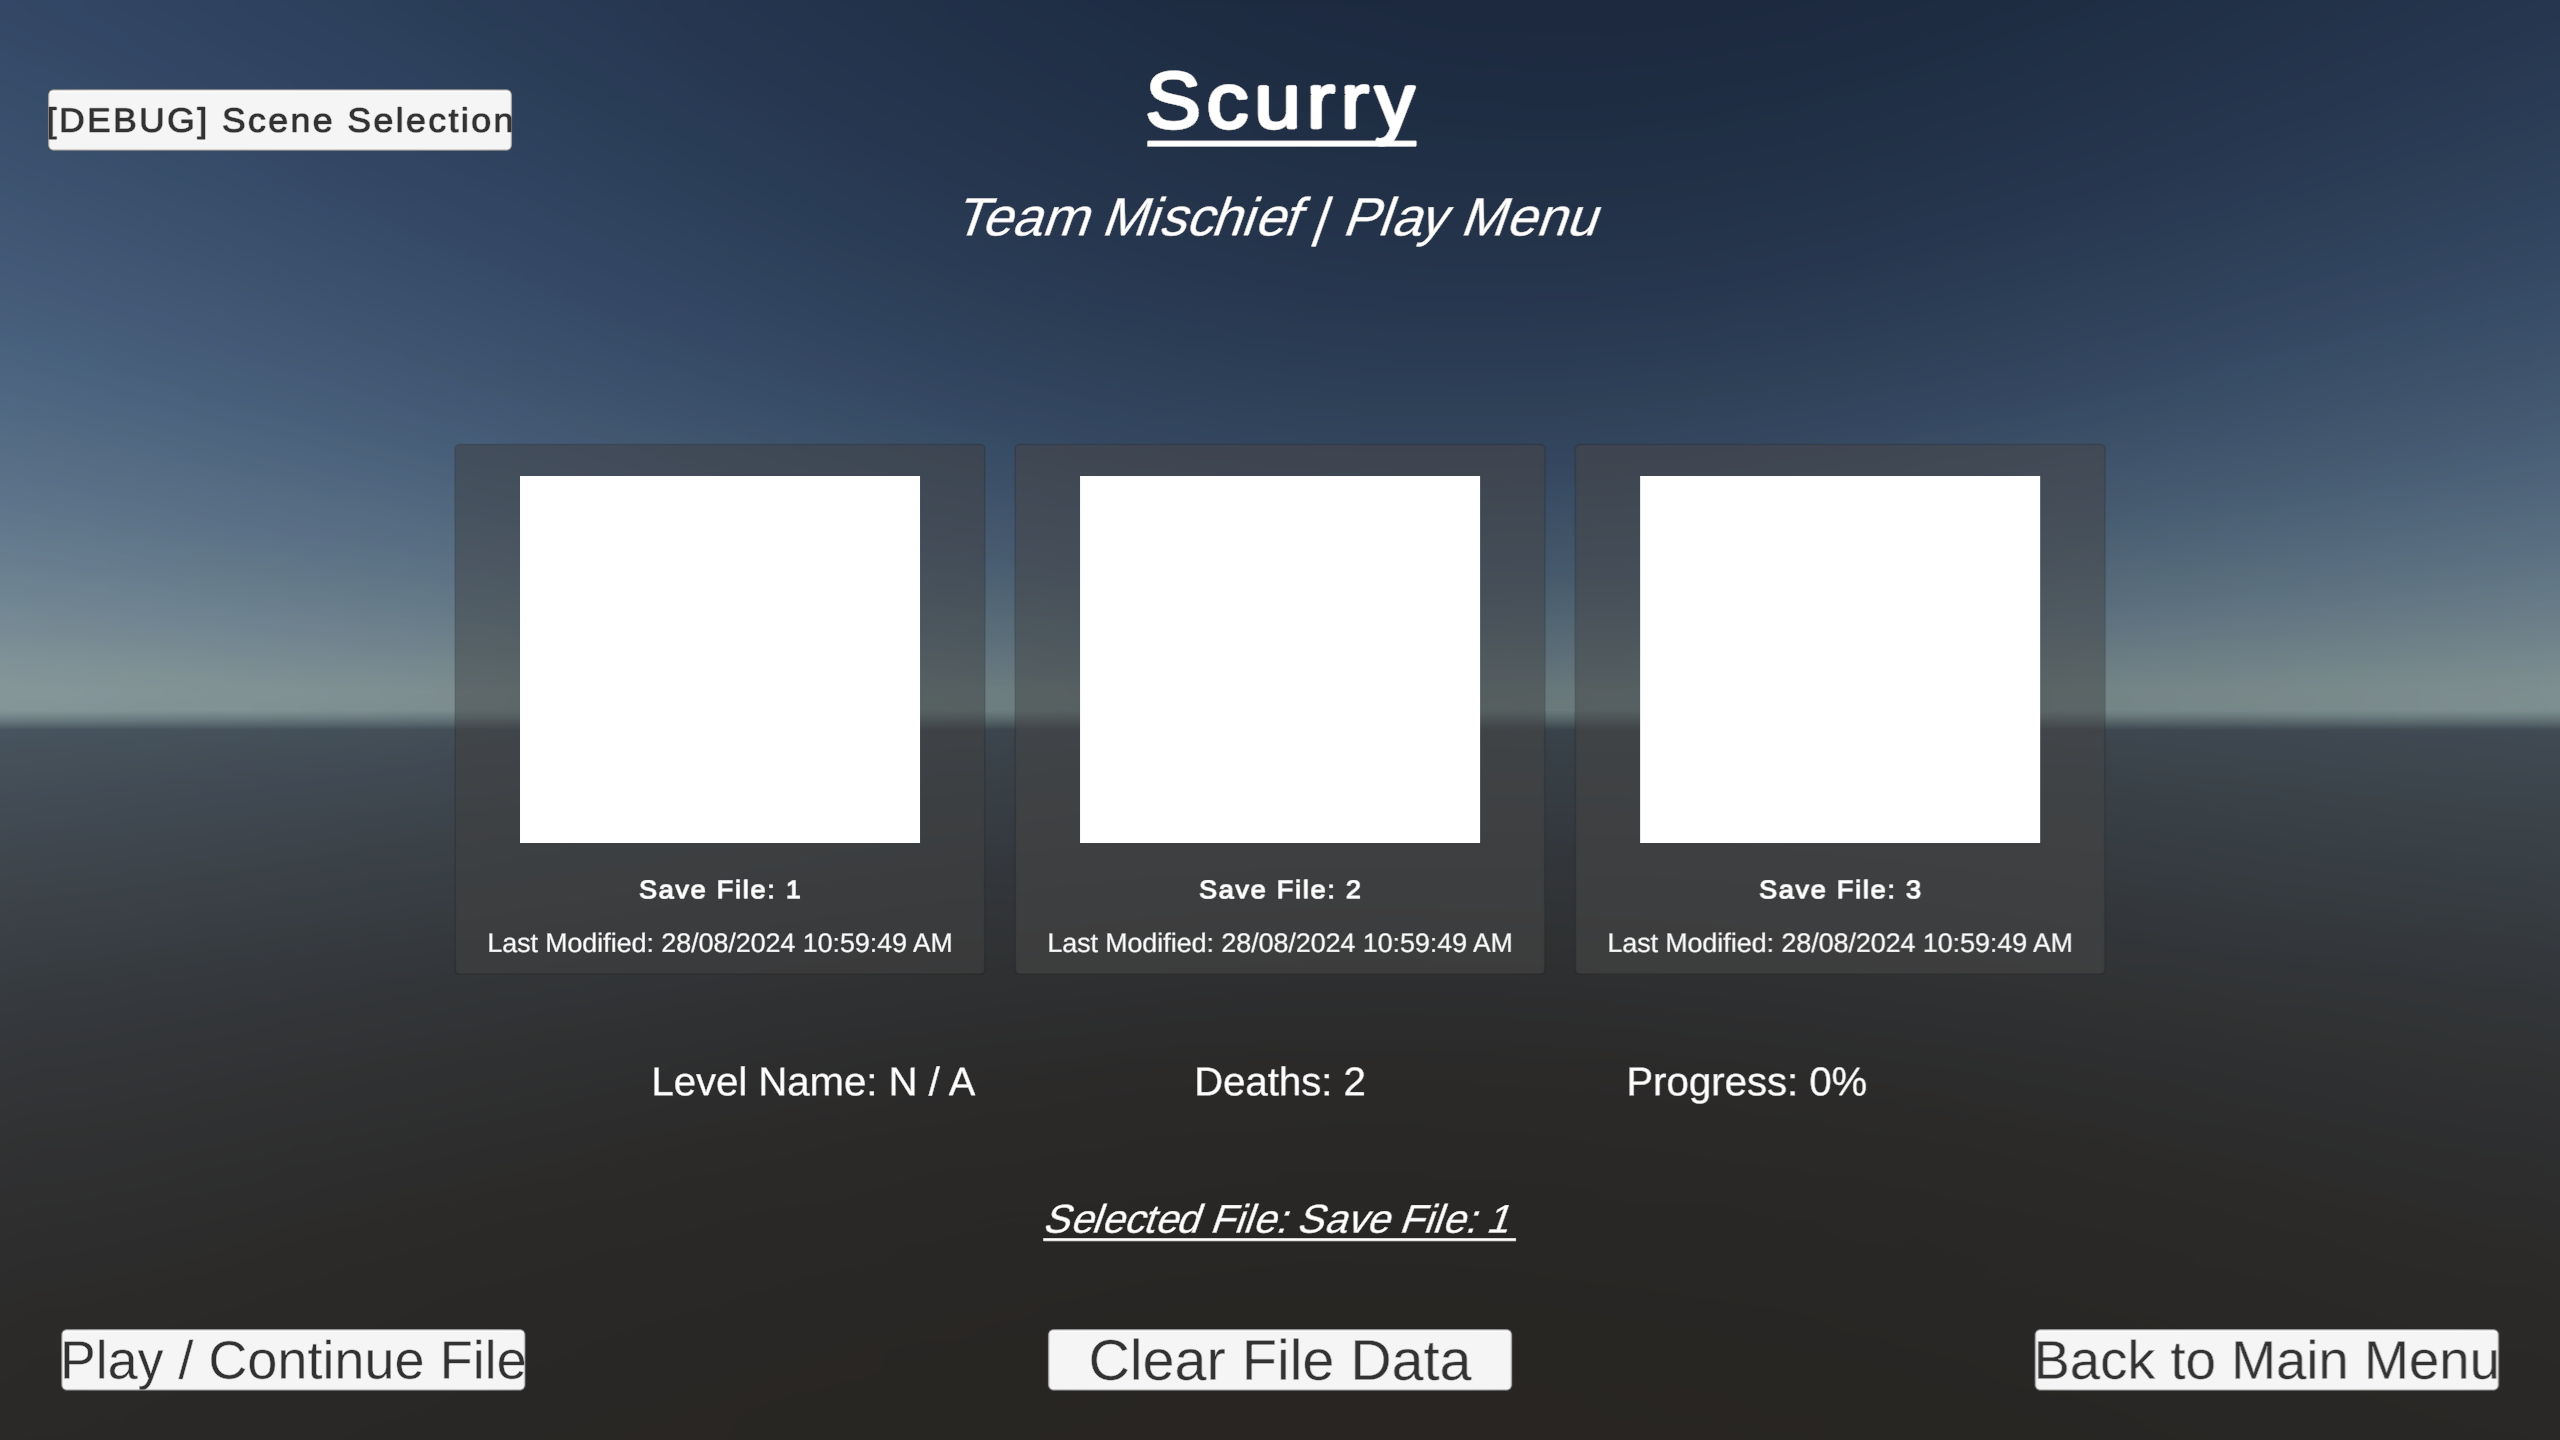 [DEBUG] Scene Selection
Scurry
Team Mischief | Play Menu
Save File: 1
Last Modified: 28/08/2024 10:59:49 AM
Save File: 2
Last Modified: 28/08/2024 10:59:49 AM
Save File: 3
Last Modified: 28/08/2024 10:59:49 AM
Level Name: N / A
Deaths: 2
Progress: 0%
Selected File: Save File: 1
Play / Continue File
Clear File Data
Back to Main Menu